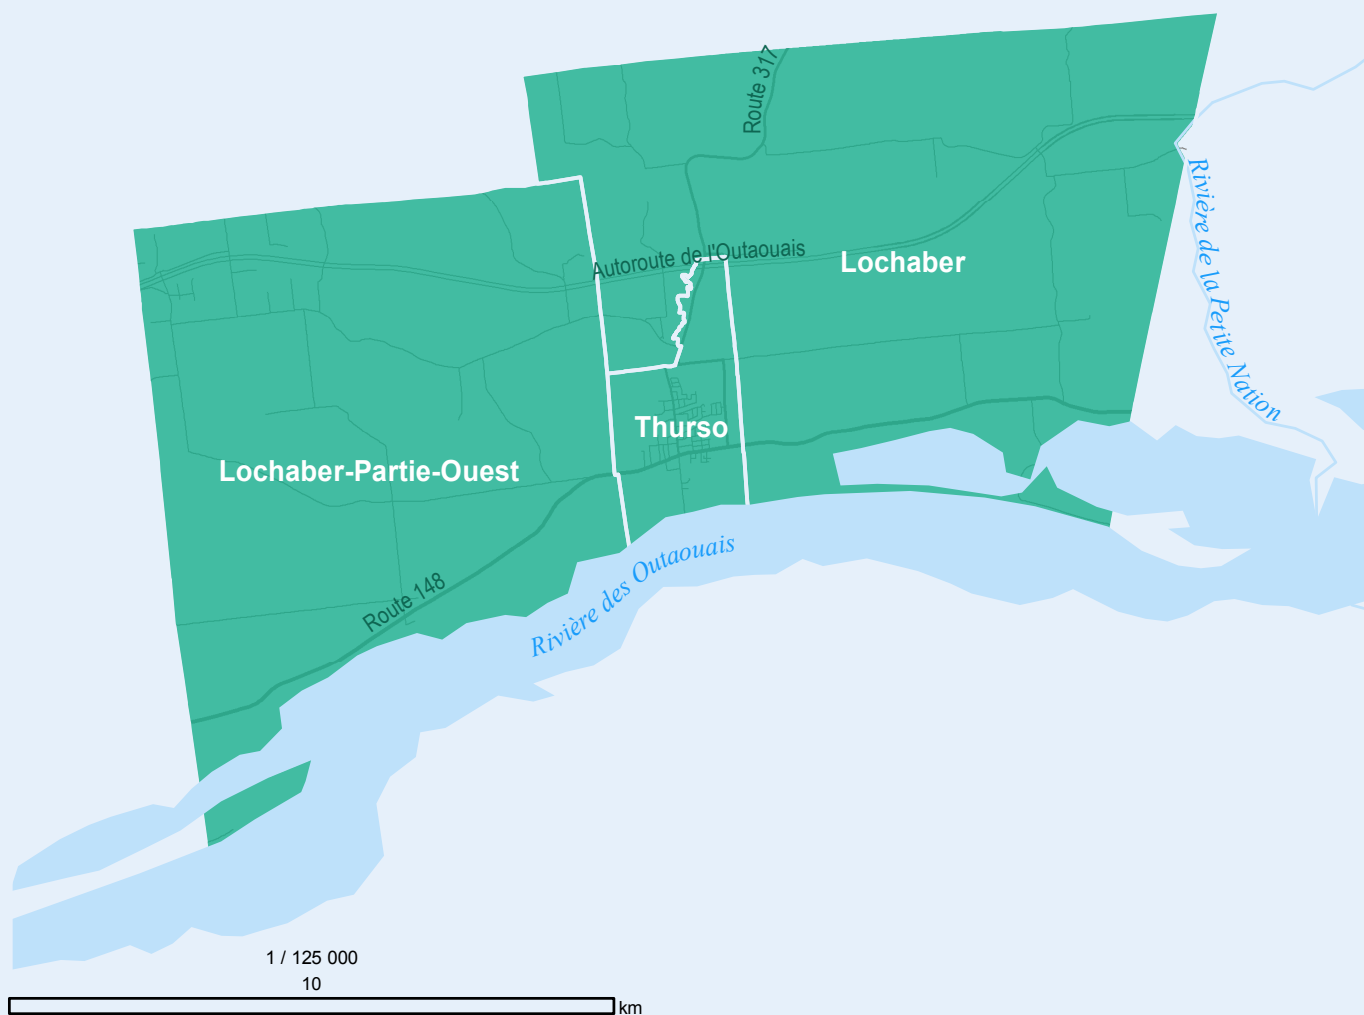 Route 317
Rivière de la Petite Nation
Autoroute de l'Outaouais
Lochaber
Thurso
Lochaber-Partie-Ouest
Rivière des Outaouais
Route 148
1 / 125 000
10
km